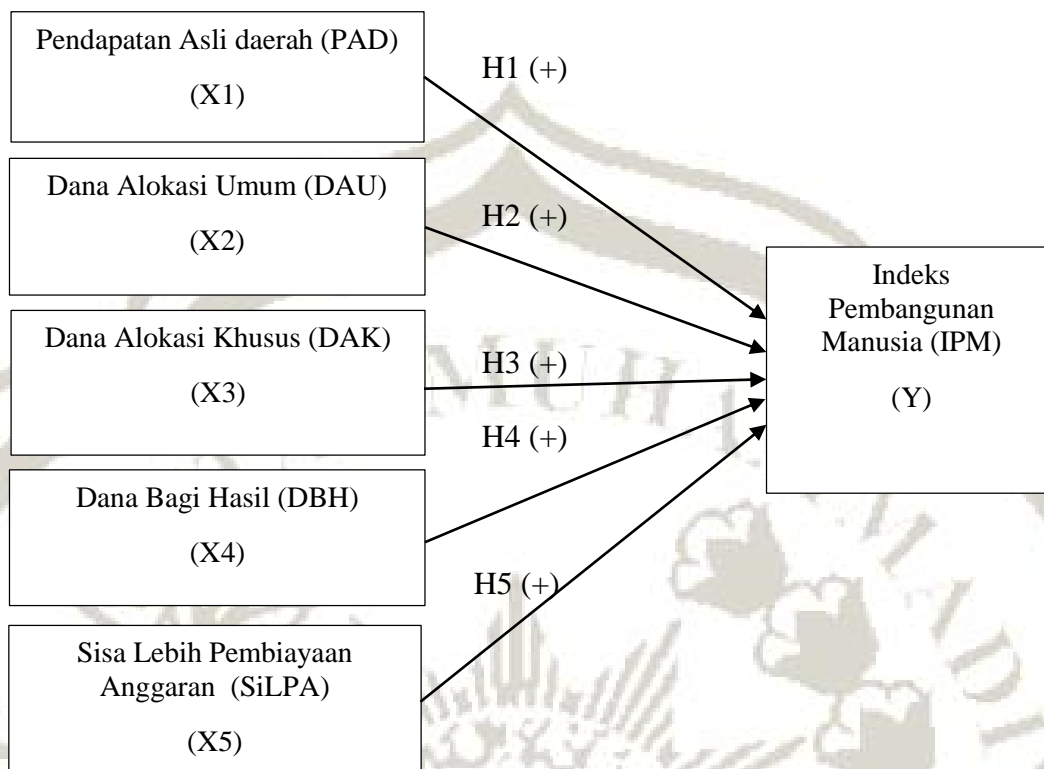 Pendapatan Asli daerah (PAD)
(X1)
H1 (+)
Dana Alokasi Umum (DAU)
(X2)
H2 (+)
Dana Alokasi Khusus (DAK)
(X3)
H3 (+)
Dana Bagi Hasil (DBH)
(X4)
H4 (+)
Sisa Lebih Pembiayaan
Anggaran (SiLPA)
(X5)
H5 (+)
Indeks
Pembangunan
Manusia (IPM)
(Y)